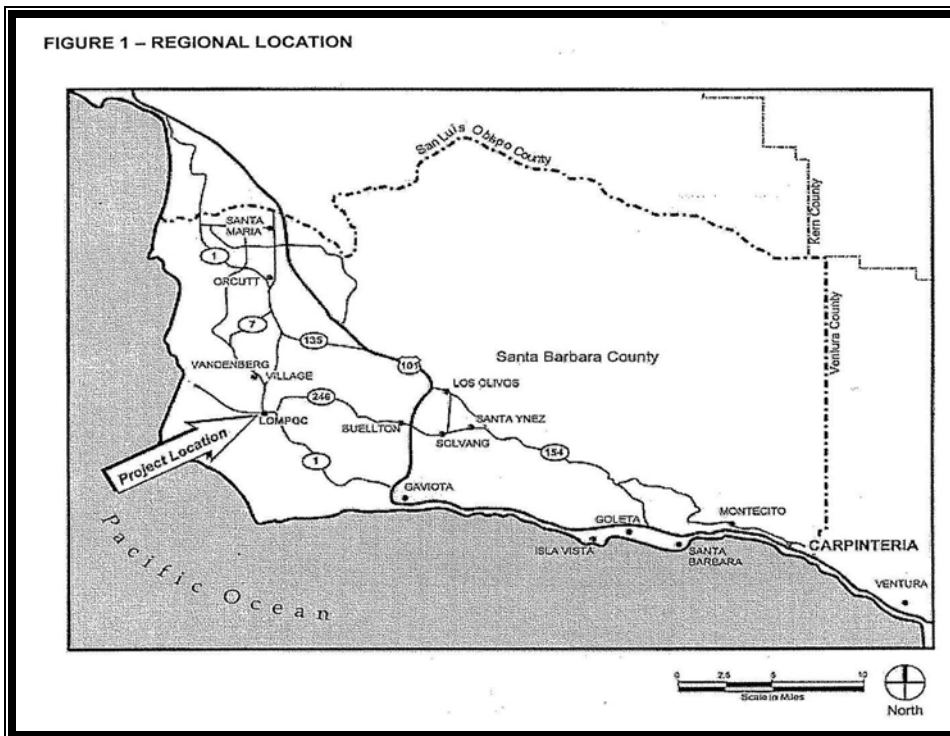 FIGURE 1 – REGIONAL LOCATION
San Luis Obispo County
Kern County
SANTA
MARIA
1
ORCUTT
Ventura County
7
135
Santa Barbara County
101
VANDENBERG
VILLAGE
LOS OLIVOS
246
SANTA YNEZ
LOMPOC
BUELLTON
SOLVANG
Project Location
154
1
GAVIOTA
MONTECITO
GOLETA
CARPINTERIA
ISLA VISTA
SANTA
BARBARA
VENTURA
Pacific Ocean
0 2.5 5 10
Scale in Miles
North